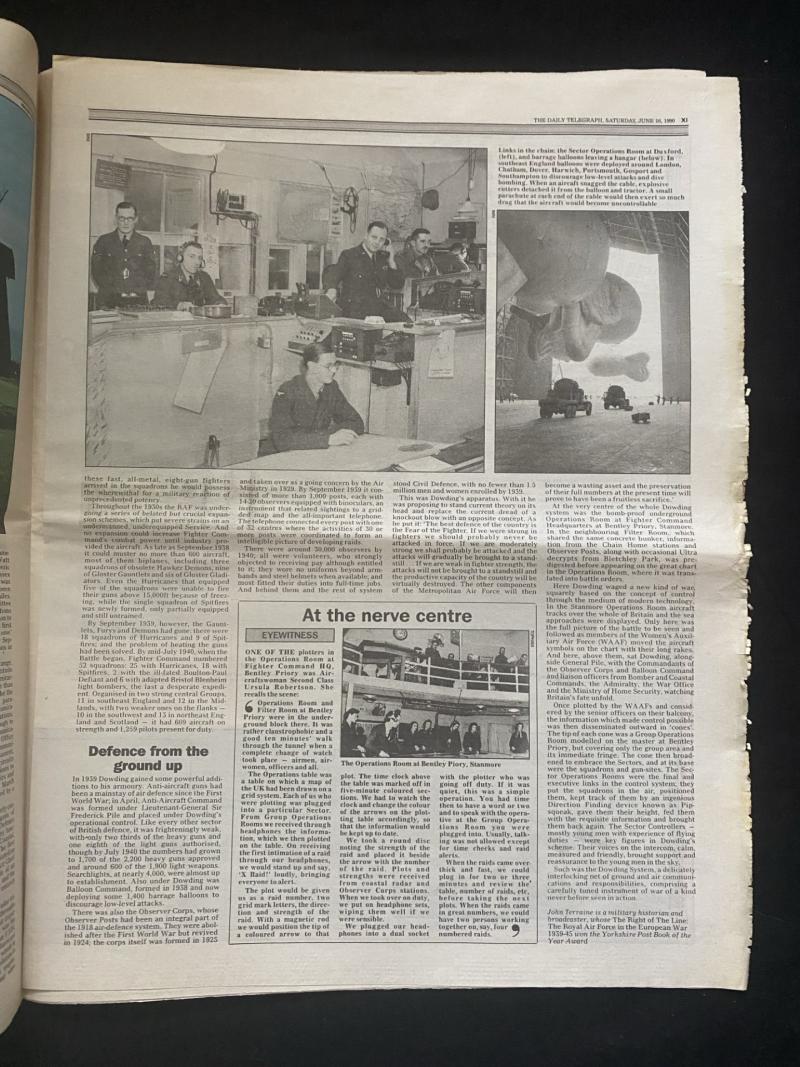 THE DAILY TELEGRAPH, SATURDAY, JUNE 16, 1990 XI
Links in the chain: the Sector Operations Room at Duxford,
(left), and barrage balloons leaving a hangar (below). In
southeast England balloons were deployed around London,
Chatham, Dover, Harwich, Portsmouth, Gosport and
Southampton to discourage low-level attacks and dive
bombing. When an aircraft snagged the cable, explosive
cutters detached it from the balloon and tractor. A small
parachute at each end of the cable would then exert so much
drag that the aircraft would become uncontrollable
these fast, all-metal, eight-gun fighters
arrived in the squadrons he would possess
the wherewithal for a military reaction of
unprecedented potency.
Throughout the 1930s the RAF was under-
going a series of belated but crucial expan-
sion schemes, which put severe strains on an
undermanned, underequipped Service. And
no expansion could increase Fighter Com-
mand's combat power until industry pro-
vided the aircraft. As late as September 1938
it could muster no more than 406 aircraft,
most of them biplanes, including three
squadrons of obsolete Hawker Demons, nine
of Gloster Gauntlets and six of Gloster Gladi-
ators. Even the Hurricanes that equipped
five of the squadrons were unable to fire
their guns above 15,000ft because of freez-
ing, while the single squadron of Spitfires
was newly formed, only partially equipped
and still untrained.
By September 1939, however, the Gaunt-
lets, Furys and Demons had gone; there were
18 squadrons of Hurricanes and 9 of Spit-
fires; and the problem of heating the guns
had been solved. By mid-July 1940, when the
Battle began, Fighter Command numbered
52 squadrons: 25 with Hurricanes, 18 with
Spitfires, 2 with the ill-fated Boulton-Paul
Defiant and 6 with adapted Bristol Blenheim
light bombers, the last a desperate expedi-
ent. Organised in two strong central Groups,
11 in southeast England and 12 in the Mid-
lands, with two weaker ones on the flanks —
10 in the southwest and 13 in northeast Eng-
land and Scotland — it had 609 aircraft on
strength and 1,259 pilots present for duty.
Defence from the
ground up
In 1939 Dowding gained some powerful addi-
tions to his armoury. Anti-aircraft guns had
been a mainstay of air defence since the First
World War; in April, Anti-Aircraft Command
was formed under Lieutenant-General Sir
Frederick Pile and placed under Dowding's
operational control. Like every other sector
of British defence, it was frighteningly weak,
with only two thirds of the heavy guns and
one eighth of the light guns authorised,
though by July 1940 the numbers had grown
to 1,700 of the 2,200 heavy guns approved
and around 600 of the 1,900 light weapons.
Searchlights, at nearly 4,000, were almost up
to establishment. Also under Dowding was
Balloon Command, formed in 1938 and now
deploying some 1,400 barrage balloons to
discourage low-level attacks.
There was also the Observer Corps, whose
Observer Posts had been an integral part of
the 1918 air-defence system. They were abol-
ished after the First World War but revived
in 1924; the corps itself was formed in 1925
and taken over as a going concern by the Air
Ministry in 1929. By September 1939 it con-
sisted of more than 1,000 posts, each with
14-20 observers equipped with binoculars, an
instrument that related sightings to a grid-
ded map and the all-important telephone.
The telephone connected every post with one
of 32 centres where the activities of 30 or
more posts were coordinated to form an
intelligible picture of developing raids.
There were around 30,000 observers by
1940; all were volunteers, who strongly
objected to receiving pay although entitled
to it; they wore no uniforms beyond arm-
bands and steel helmets when available; and
most fitted their duties into full-time jobs.
And behind them and the rest of system
stood Civil Defence, with no fewer than 1.5
million men and women enrolled by 1939.
This was Dowding's apparatus. With it he
was proposing to stand current theory on its
head and replace the current dread of a
knockout blow with an opposite concept. As
he put it: "The best defence of the country is
the Fear of the Fighter. If we were strong in
fighters we should probably never be
attacked in force. If we are moderately
strong we shall probably be attacked and the
attacks will gradually be brought to a stand-
still . . . If we are weak in fighter strength, the
attacks will not be brought to a standstill and
the productive capacity of the country will be
virtually destroyed. The other components
of the Metropolitan Air Force will then
become a wasting asset and the preservation
of their full numbers at the present time will
prove to have been a fruitless sacrifice."
At the very centre of the whole Dowding
system was the bomb-proof underground
Operations Room at Fighter Command
Headquarters at Bentley Priory, Stanmore.
In the neighbouring Filter Room, which
shared the same concrete bunker, informa-
tion from the Chain Home stations and
Observer Posts, along with occasional Ultra
decrypts from Bletchley Park, was pre-
digested before appearing on the great chart
in the Operations Room, where it was trans-
lated into battle orders.
Here Dowding waged a new kind of war,
squarely based on the concept of control
through the medium of modern technology.
In the Stanmore Operations Room aircraft
tracks over the whole of Britain and the sea
approaches were displayed. Only here was
the full picture of the battle to be seen and
followed as members of the Women's Auxil-
iary Air Force (WAAF) moved the aircraft
symbols on the chart with their long rakes.
And here, above them, sat Dowding, along-
side General Pile, with the Commandants of
the Observer Corps and Balloon Command
and liaison officers from Bomber and Coastal
Commands, the Admiralty, the War Office
and the Ministry of Home Security, watching
Britain's fate unfold.
Once plotted by the WAAFs and consid-
ered by the senior officers on their balcony,
the information which made control possible
was then disseminated outward in 'cones'.
The tip of each cone was a Group Operations
Room modelled on the master at Bentley
Priory, but covering only the group area and
its immediate fringe. The cone then broad-
ened to embrace the Sectors, and at its base
were the squadrons and gun-sites. The Sec-
tor Operations Rooms were the final and
executive links in the control system; they
put the squadrons in the air, positioned
them, kept track of them by an ingenious
Direction Finding device known as Pip-
squeak, gave them their height, fed them
with the requisite information and brought
them back again. The Sector Controllers —
mostly young men with experience of flying
duties — were key figures in Dowding's
scheme. Their voices on the intercom, calm,
measured and friendly, brought support and
reassurance to the young men in the sky.
Such was the Dowding System, a delicately
interlocking net of ground and air communi-
cations and responsibilities, comprising a
carefully tuned instrument of war of a kind
never before seen in action.
John Terraine is a military historian and
broadcaster, whose The Right of The Line:
The Royal Air Force in the European War
1939-45 won the Yorkshire Post Book of the
Year Award
At the nerve centre
EYEWITNESS
ONE OF THE plotters in
the Operations Room at
Fighter Command HQ,
Bentley Priory was Air-
craftswoman Second Class
Ursula Robertson. She
recalls the scene:
‘ Operations Room and
Filter Room at Bentley
Priory were in the under-
ground block there. It was
rather claustrophobic and a
good ten minutes' walk
through the tunnel when a
complete change of watch
took place — airmen, air-
women, officers and all.
The Operations table was
a table on which a map of
the UK had been drawn on a
grid system. Each of us who
were plotting was plugged
into a particular Sector.
From Group Operations
Rooms we received through
headphones the informa-
tion, which we then plotted
on the table. On receiving
the first intimation of a raid
through our headphones,
we would stand up and say,
'X Raid!' loudly, bringing
everyone to alert.
The plot would be given
us as a raid number, two
grid mark letters, the direc-
tion and strength of the
raid. With a magnetic rod
we would position the tip of
a coloured arrow to that
The Operations Room at Bentley Priory, Stanmore
plot. The time clock above
the table was marked off in
five-minute coloured sec-
tions. We had to watch the
clock and change the colour
of the arrows on the plot-
ting table accordingly, so
that the information would
be kept up to date.
We took a round disc
noting the strength of the
raid and placed it beside
the arrow with the number
of the raid. Plots and
strengths were received
from coastal radar and
Observer Corps stations.
When we took over on duty,
we put on headphone sets,
wiping them well if we
were sensible.
We plugged our head-
phones into a dual socket
with the plotter who was
going off duty. If it was
quiet, this was a simple
operation. You had time
then to have a word or two
and to speak with the opera-
tive at the Group Opera-
tions Room you were
plugged into. Usually, talk-
ing was not allowed except
for time checks and raid
alerts.
When the raids came over
thick and fast, we could
plug in for two or three
minutes and review the
table, number of raids, etc,
before taking the next
plots. When the raids came
in great numbers, we could
have two persons working
together on, say, four
numbered raids. ’